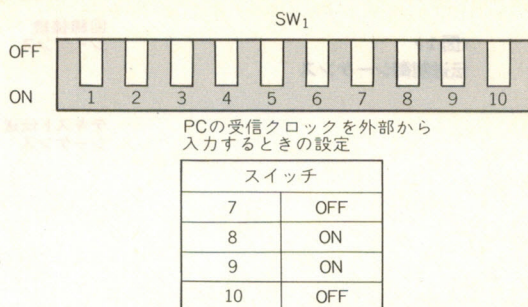 SW1
OFF
ON
1 2 3 4 5 6 7 8 9 10
PCの受信クロックを外部から
入力するときの設定
スイッチ
7 OFF
8 ON
9 ON
10 OFF